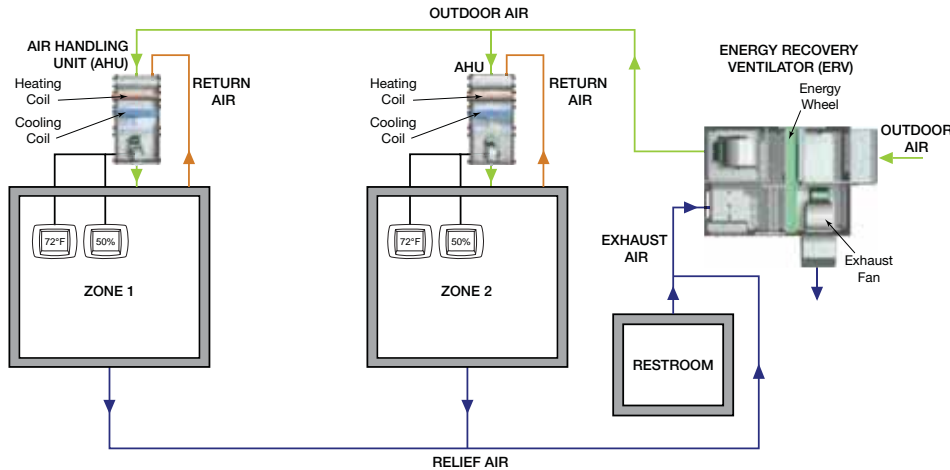 OUTDOOR AIR
AIR HANDLING
UNIT (AHU)
Heating
Coil
Cooling
Coil
RETURN
AIR
AHU
Heating
Coil
Cooling
Coil
RETURN
AIR
ENERGY RECOVERY
VENTILATOR (ERV)
Energy
Wheel
OUTDOOR
AIR
72°F
50%
ZONE 1
72°F
50%
ZONE 2
EXHAUST
AIR
Exhaust
Fan
RESTROOM
RELIEF AIR